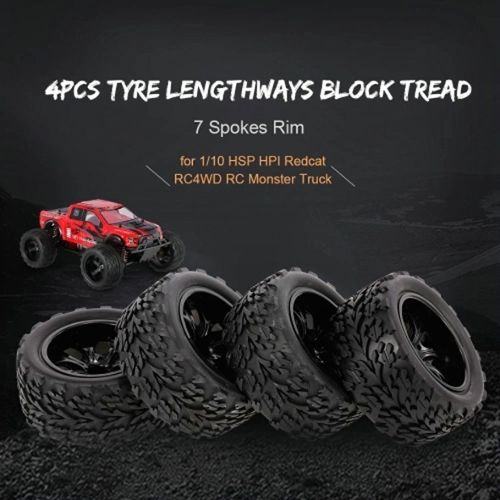 4PCS TYRE LENGTHWAYS BLOCK TREAD
7 Spokes Rim
for 1/10 HSP HPI Redcat
RC4WD RC Monster Truck